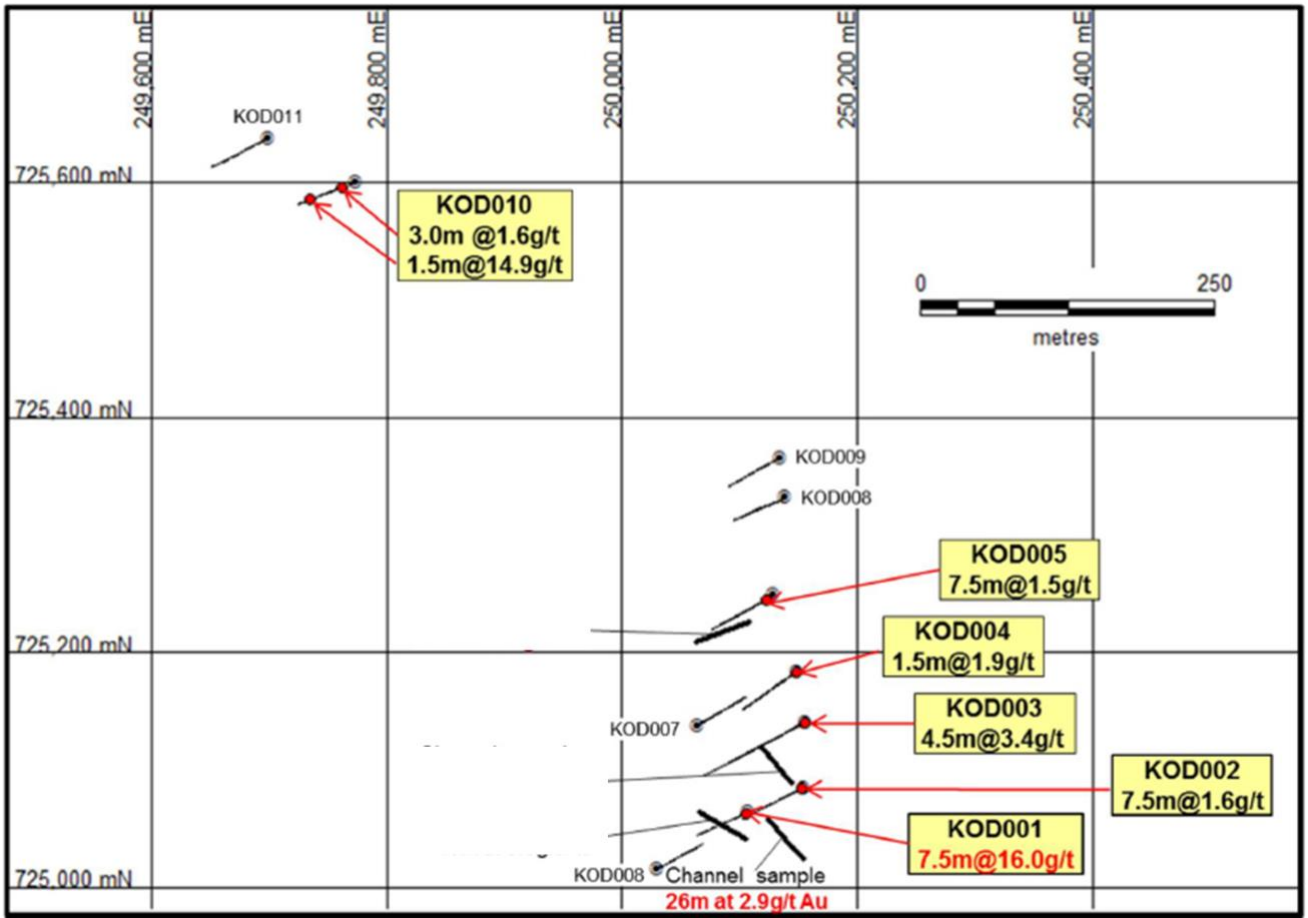 249,600 mE
249,800 mE
250,000 mE
250,200 mE
250,400 mE
KOD011
725,600 mN
KOD010
3.0m @1.6g/t
1.5m@14.9g/t
0 250
metres
725,400 mN
KOD009
KOD008
KOD005
7.5m@1.5g/t
KOD004
1.5m@1.9g/t
725,200 mN
KOD003
4.5m@3.4g/t
KOD007
KOD002
7.5m@1.6g/t
KOD001
7.5m@16.0g/t
KOD008
Channel sample
26m at 2.9g/t Au
725,000 mN